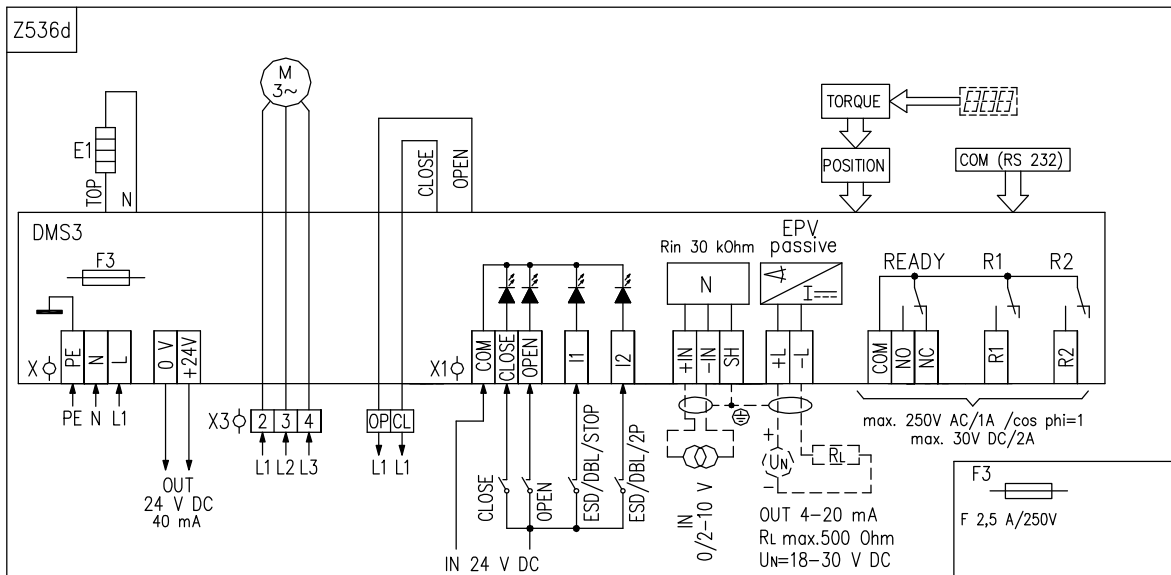 Z536d
M
3~
E1
TOP
N
CLOSE
OPEN
TORQUE
POSITION
COM (RS 232)
DMS3
F3
Rin 30 kOhm
N
EPV
passive
I
READY
R1
R2
X
PE
N
L
0 V
+24V
X1
COM
CLOSE
OPEN
I1
I2
+IN
-IN
SH
+L
-L
COM
NO
NC
R1
R2
PE N L1
X3
2
3
4
OP
CL
L1 L2 L3
L1 L1
OUT
24 V DC
40 mA
CLOSE
OPEN
ESD/DBL/STOP
ESD/DBL/2P
IN 24 V DC
IN
0/2-10 V
+
UN
-
RL
OUT 4-20 mA
RL max.500 Ohm
UN=18-30 V DC
max. 250V AC/1A /cos phi=1
max. 30V DC/2A
F3
F 2,5 A/250V